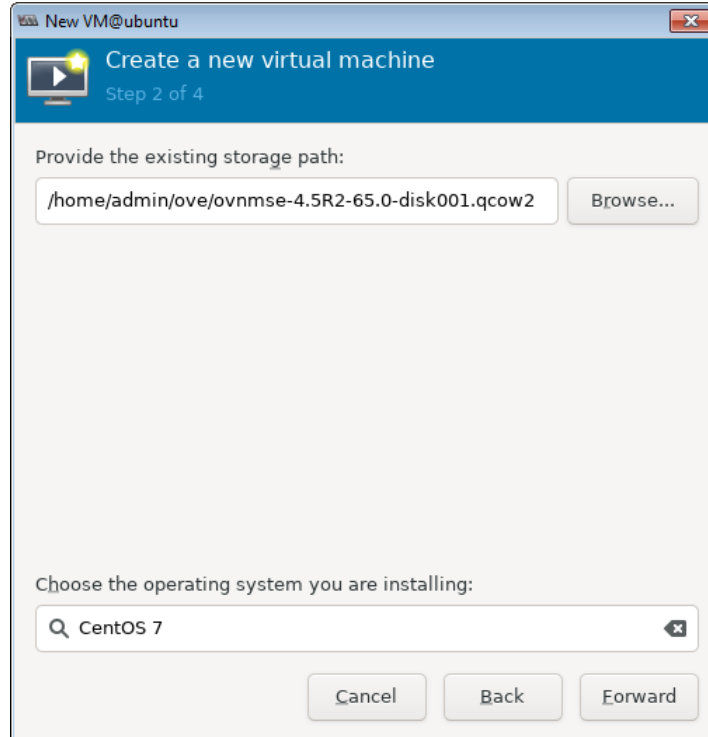 New VM@ubuntu
Create a new virtual machine
Step 2 of 4
Provide the existing storage path:
/home/admin/ove/ovnmse-4.5R2-65.0-disk001.qcow2
Browse...
Choose the operating system you are installing:
CentOS 7
Cancel
Back
Forward